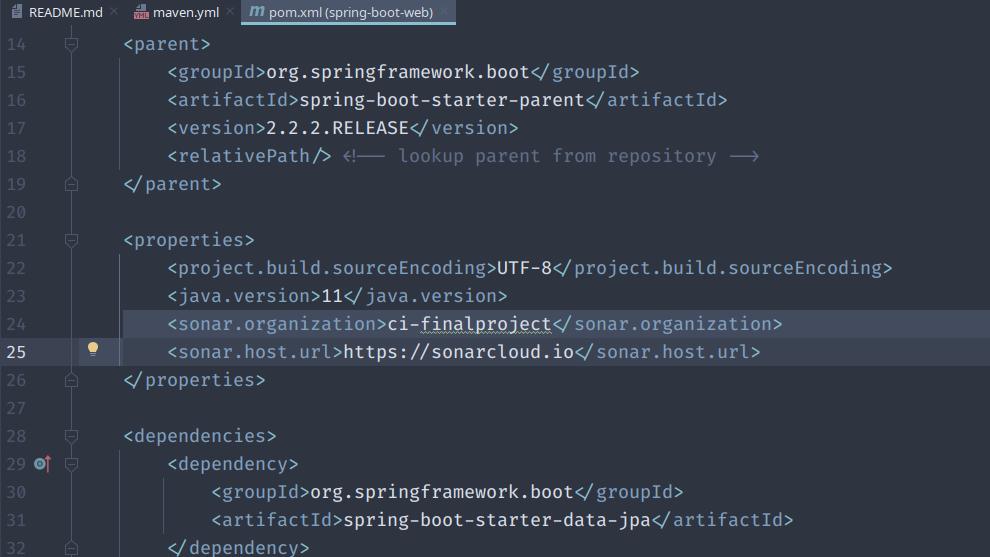 README.md × maven.yml × pom.xml (spring-boot-web) ×
14 <parent>
15 <groupId>org.springframework.boot</groupId>
16 <artifactId>spring-boot-starter-parent</artifactId>
17 <version>2.2.2.RELEASE</version>
18 <relativePath/> <!-- lookup parent from repository -->
19 </parent>
20
21 <properties>
22 <project.build.sourceEncoding>UTF-8</project.build.sourceEncoding>
23 <java.version>11</java.version>
24 <sonar.organization>ci-finalproject</sonar.organization>
25 <sonar.host.url>https://sonarcloud.io</sonar.host.url>
26 </properties>
27
28 <dependencies>
29 <dependency>
30 <groupId>org.springframework.boot</groupId>
31 <artifactId>spring-boot-starter-data-jpa</artifactId>
32 </dependency>